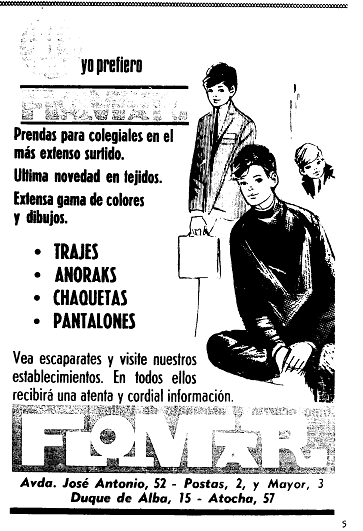 yo prefiero
FLOMAR
Prendas para colegiales en el
más extenso surtido.
Ultima novedad en tejidos.
Extensa gama de colores
y dibujos.
• TRAJES
• ANORAKS
• CHAQUETAS
• PANTALONES
Vea escaparates y visite nuestros
establecimientos. En todos ellos
recibirá una atenta y cordial información.
FLOMAR
Avda. José Antonio, 52 - Postas, 2, y Mayor, 3
Duque de Alba, 15 - Atocha, 57
5